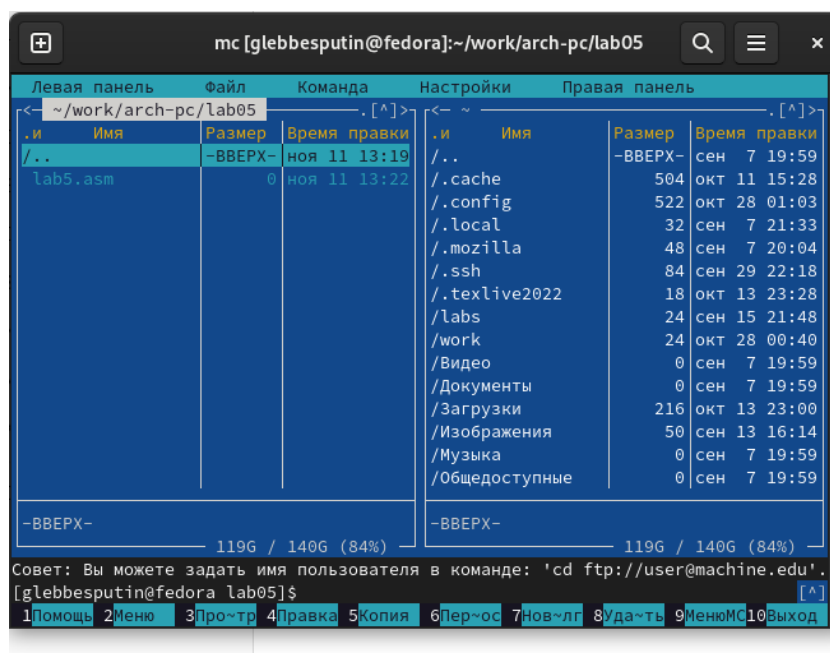 mc [glebbesputin@fedora]:~/work/arch-pc/lab05
Левая панель Файл Команда Настройки Правая панель
<— ~/work/arch-pc/lab05 .[^]>
.и Имя Размер Время правки
/.. -ВВЕРХ- ноя 11 13:19
lab5.asm 0 ноя 11 13:22
-ВВЕРХ-
119G / 140G (84%)
<— ~ .[^]>
.и Имя Размер Время правки
/.. -ВВЕРХ- сен 7 19:59
/.cache 504 окт 11 15:28
/.config 522 окт 28 01:03
/.local 32 сен 7 21:33
/.mozilla 48 сен 7 20:04
/.ssh 84 сен 29 22:18
/.texlive2022 18 окт 13 23:28
/labs 24 сен 15 21:48
/work 24 окт 28 00:40
/Видео 0 сен 7 19:59
/Документы 0 сен 7 19:59
/Загрузки 216 окт 13 23:00
/Изображения 50 сен 13 16:14
/Музыка 0 сен 7 19:59
/Общедоступные 0 сен 7 19:59
-ВВЕРХ-
119G / 140G (84%)
Совет: Вы можете задать имя пользователя в команде: 'cd ftp://user@machine.edu'.
[glebbesputin@fedora lab05]$ [^]
1Помощь 2Меню 3Про~тр 4Правка 5Копия 6Пер~ос 7Нов~лг 8Уда~ть 9МенюMC 10Выход